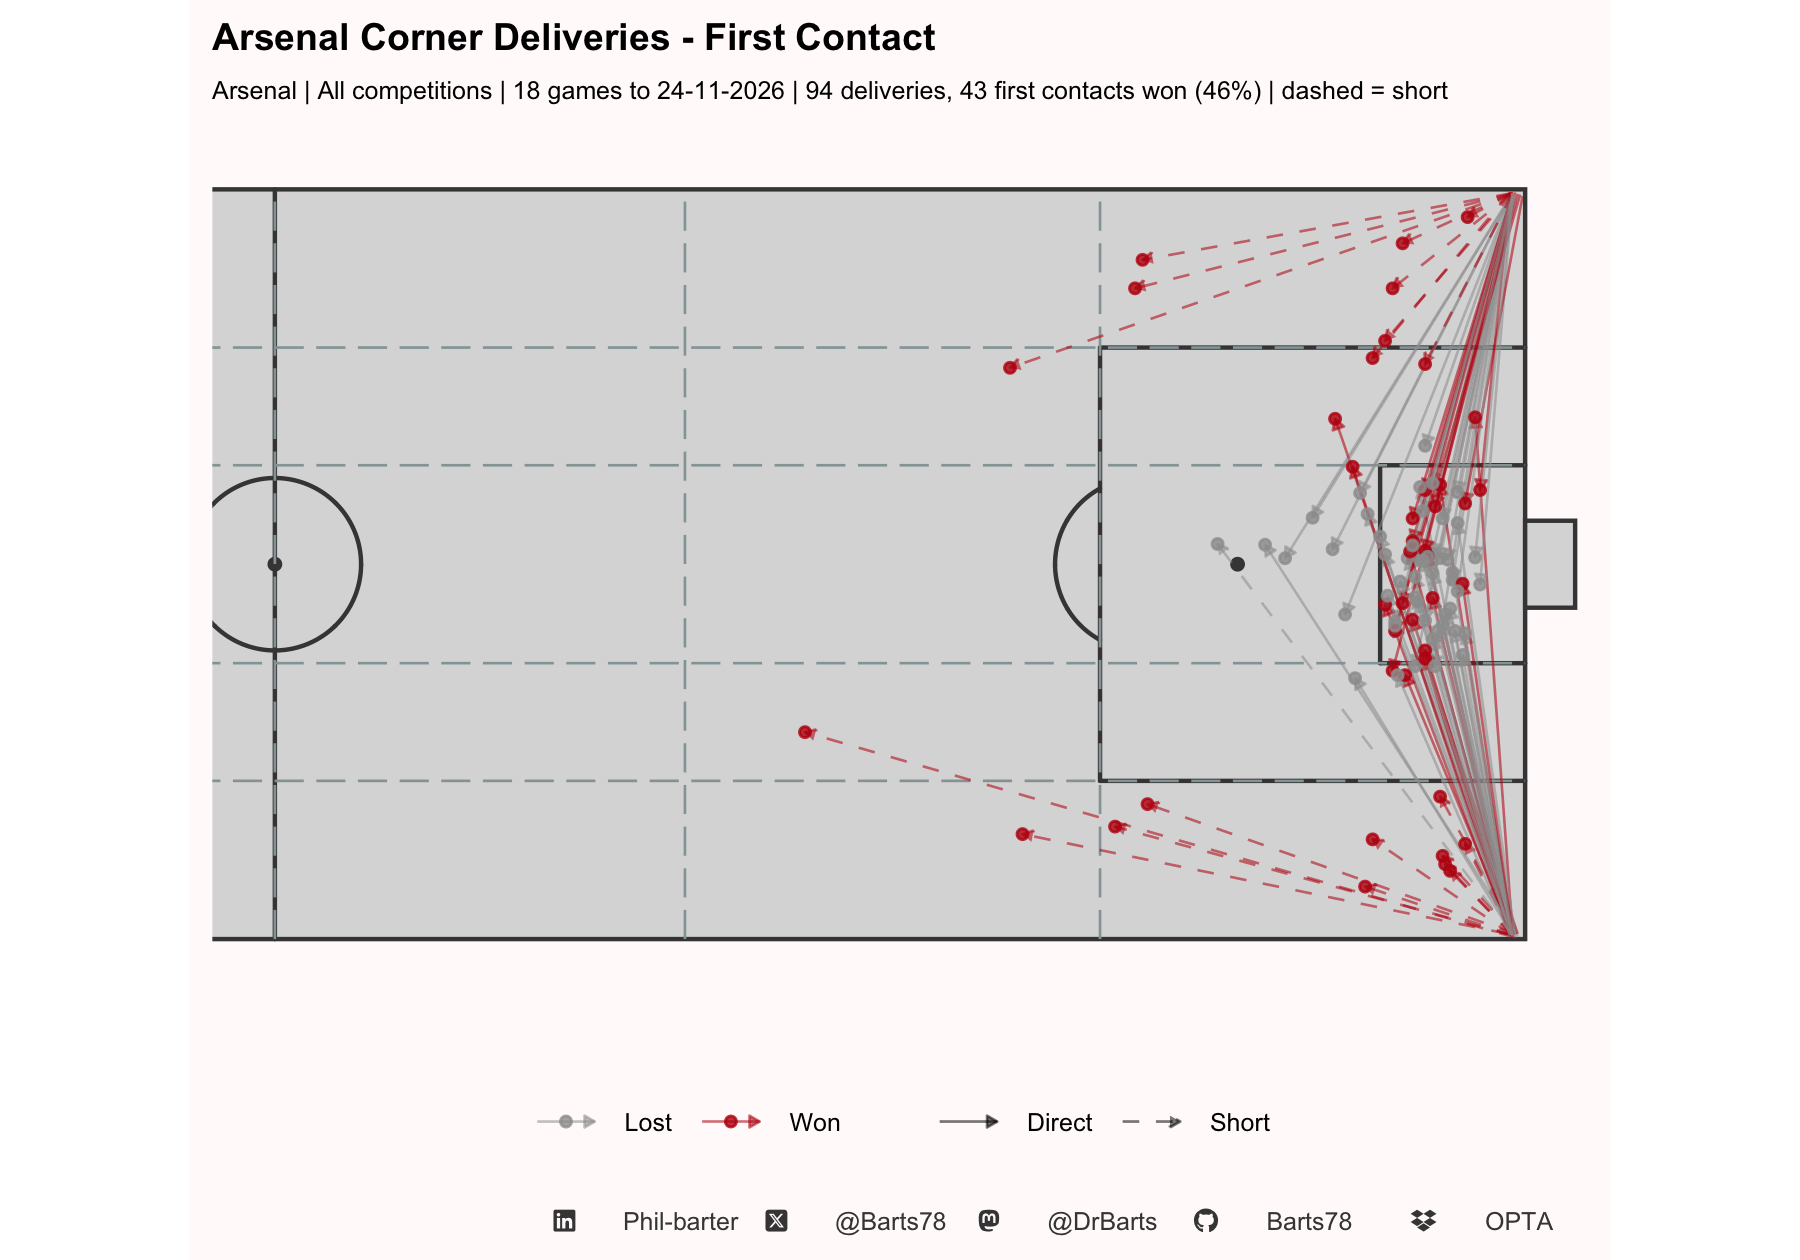 Arsenal Corner Deliveries - First Contact
Arsenal | All competitions | 18 games to 24-11-2026 | 94 deliveries, 43 first contacts won (46%) | dashed = short
Lost Won Direct Short
Phil-barter @Barts78 @DrBarts Barts78 OPTA